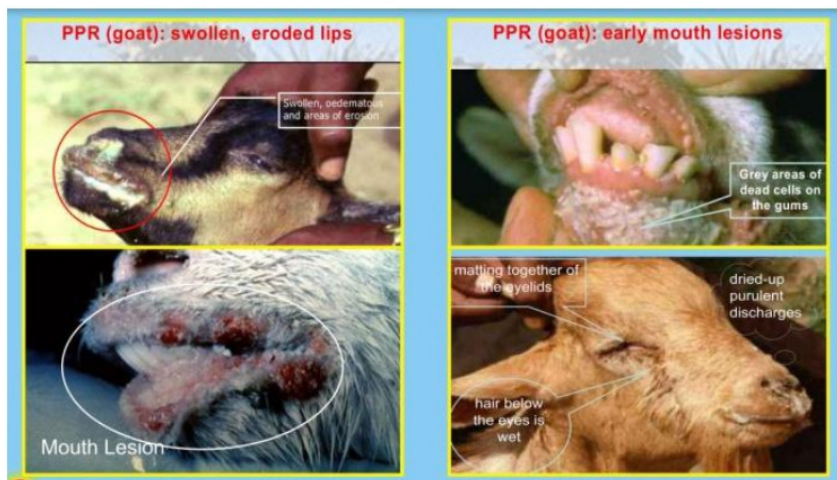 PPR (goat): swollen, eroded lips
Swollen, oedematous
and areas of erosion
Mouth Lesion
PPR (goat): early mouth lesions
Grey areas of
dead cells on
the gums
matting together of
the eyelids
dried-up
purulent
discharges
hair below
the eyes is
wet